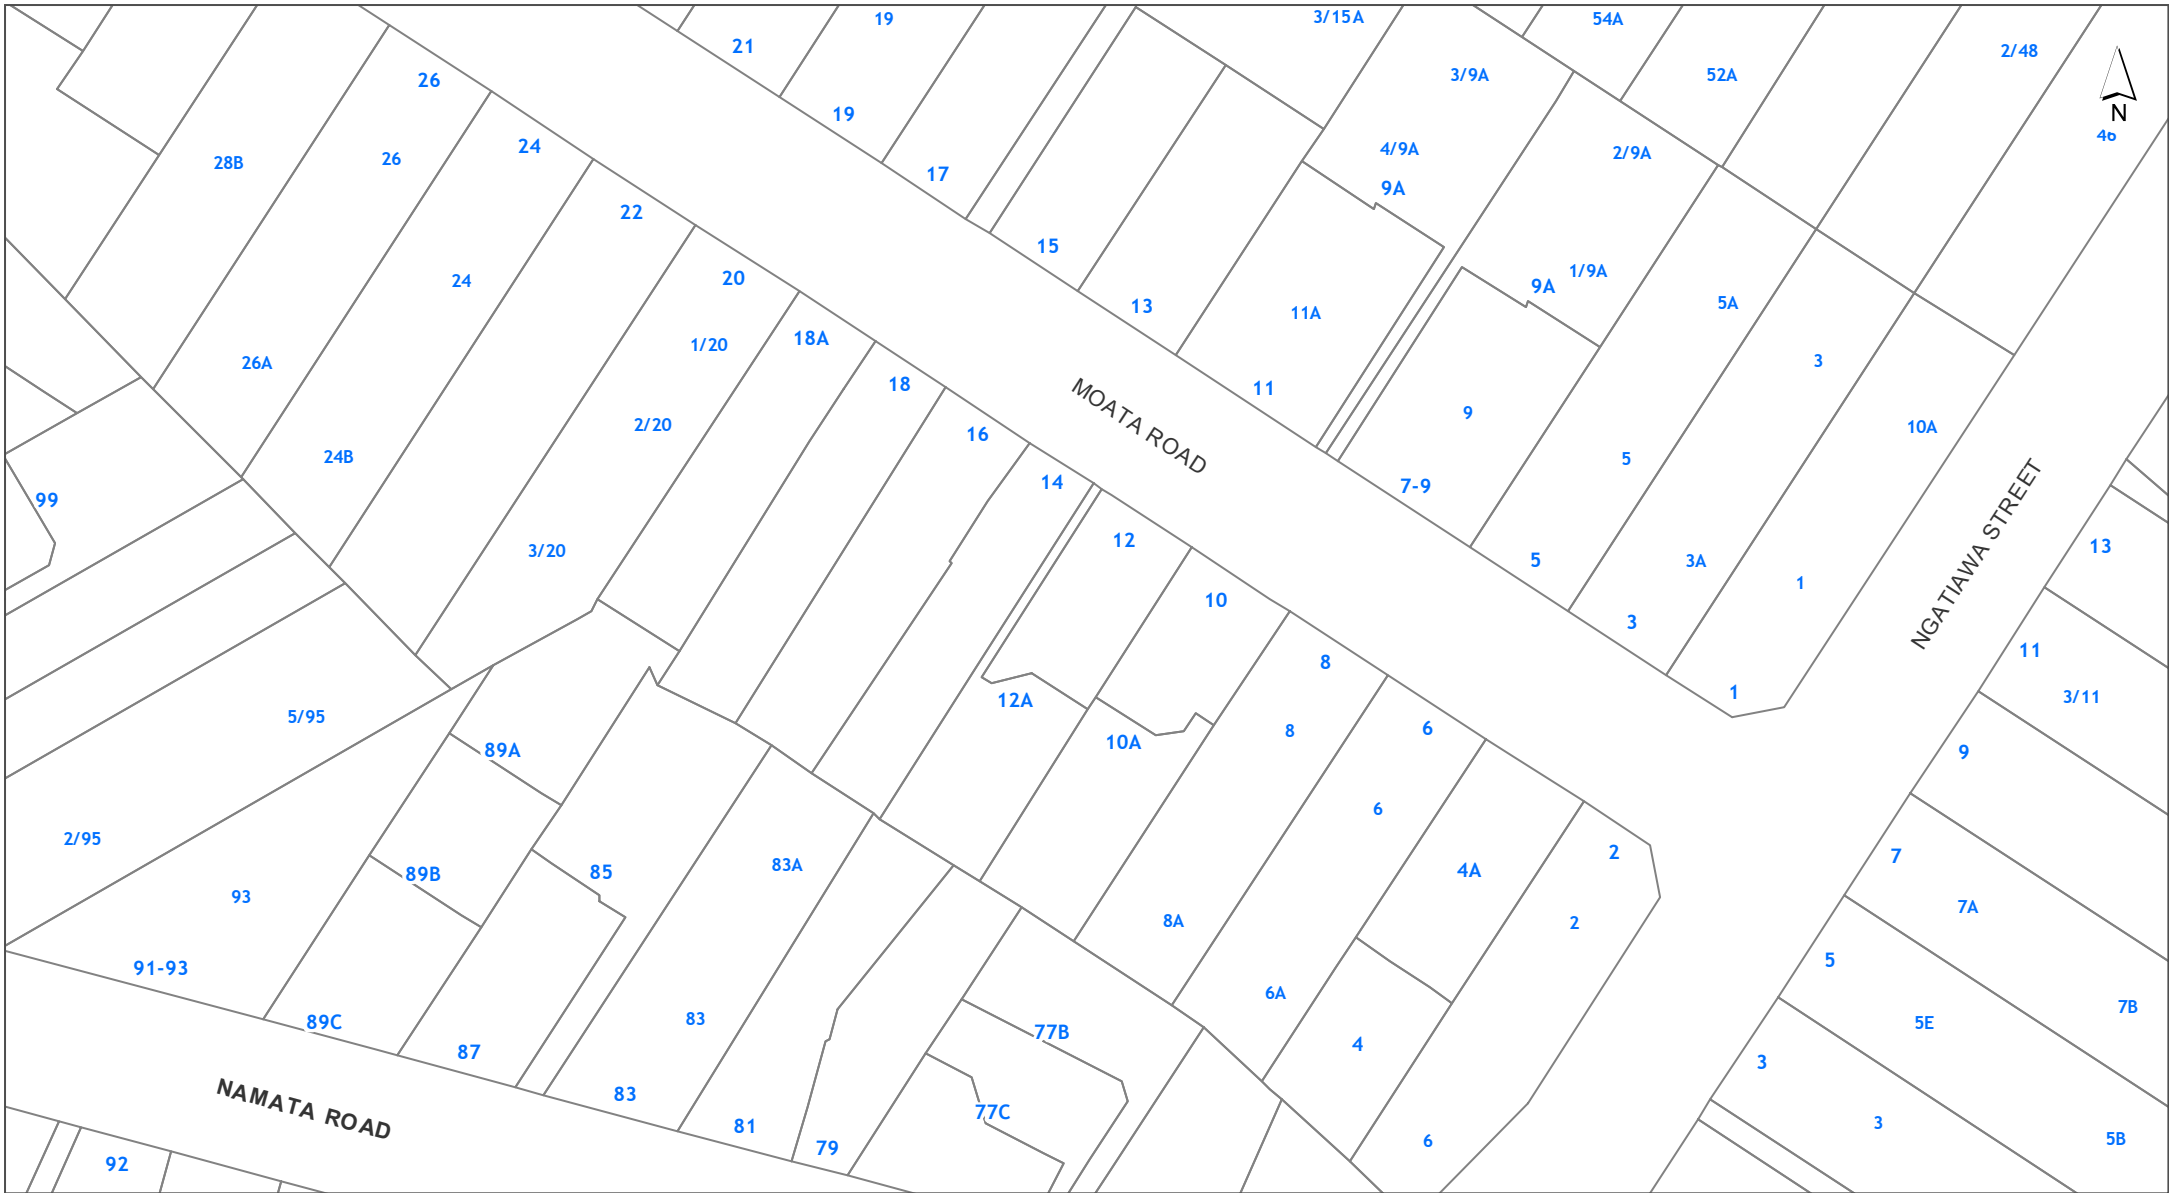 19
3/15A
54A
21
2/48
3/9A
52A
26
N
46
19
24
4/9A
2/9A
26
28B
17
9A
22
15
1/9A
20
24
9A
5A
13
11A
18A
1/20
3
26A
18
11
9
2/20
16
10A
MOATA ROAD
24B
5
14
7-9
99
12
13
3/20
NGATIAWA STREET
5
3A
1
10
3
11
8
1
3/11
12A
5/95
6
8
10A
89A
9
6
2
7
2/95
83A
4A
85
89B
93
7A
8A
2
5
91-93
6A
7B
83
89C
5E
77B
4
87
3
83
NAMATA ROAD
77C
3
81
5B
6
79
92